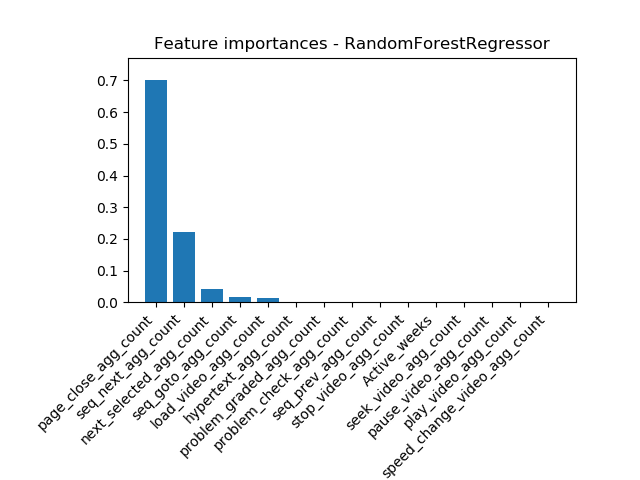 Feature importances - RandomForestRegressor
0.7
0.6
0.5
0.4
0.3
0.2
0.1
0.0
page_close_agg_count
seq_next_agg_count
next_selected_agg_count
seq_goto_agg_count
load_video_agg_count
hypertext_agg_count
problem_graded_agg_count
problem_check_agg_count
seq_prev_agg_count
stop_video_agg_count
Active_weeks
seek_video_agg_count
pause_video_agg_count
play_video_agg_count
speed_change_video_agg_count